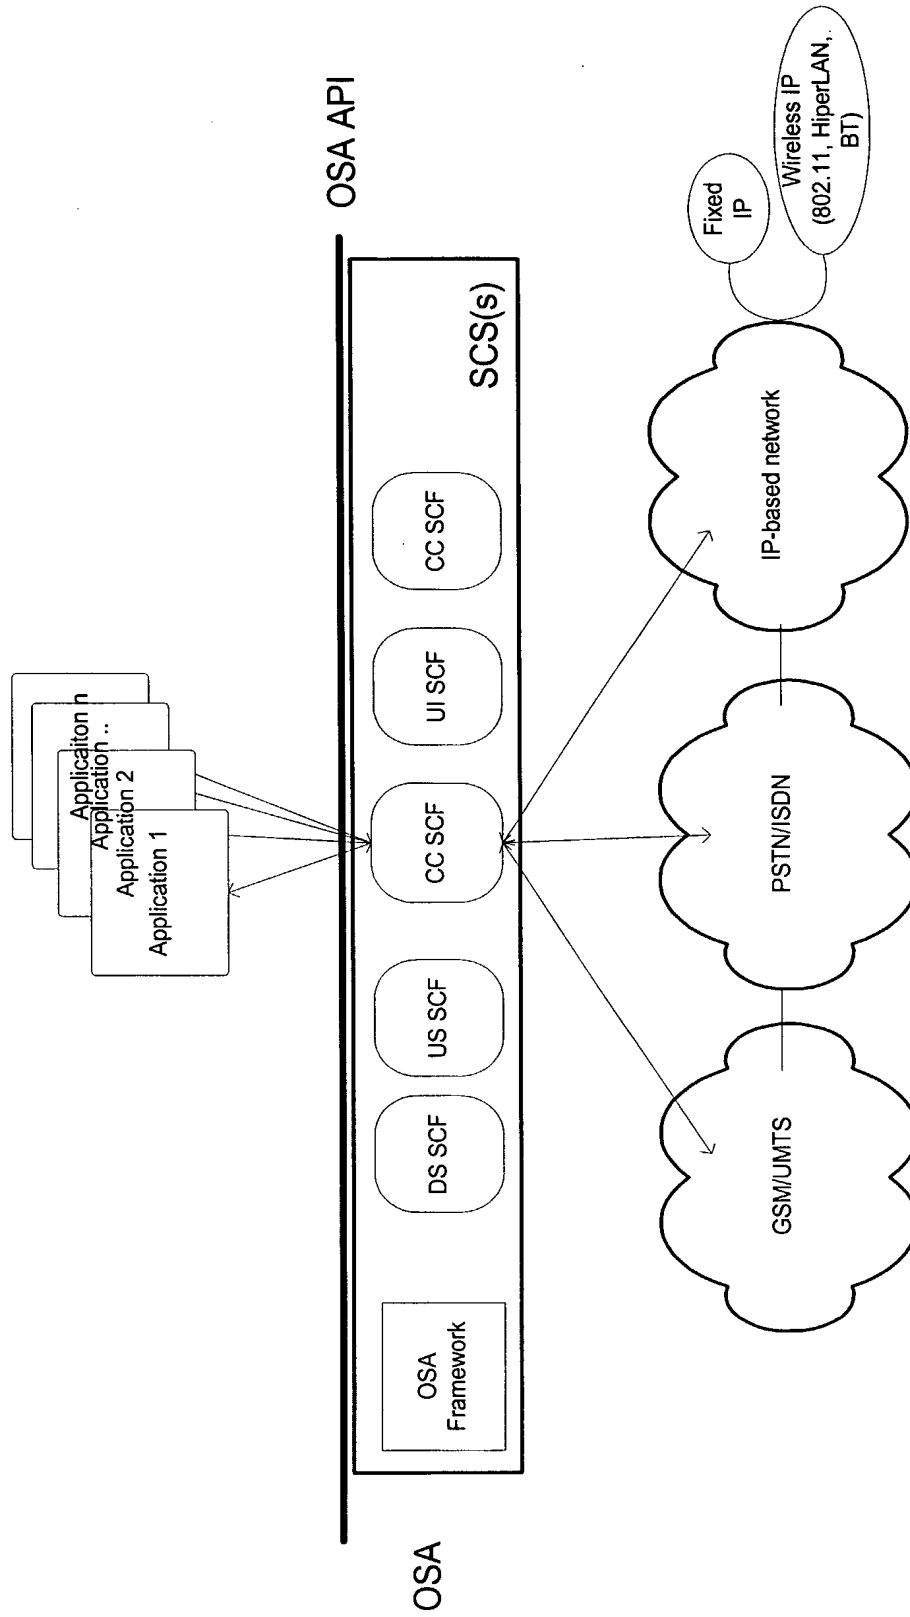 Applicaiton n
Application ..
Application 2
Application 1
OSA API
OSA
OSA
Framework
DS SCF
US SCF
CC SCF
UI SCF
CC SCF
SCS(s)
GSM/UMTS
PSTN/ISDN
IP-based network
Fixed
IP
Wireless IP
(802.11, HiperLAN,
BT)